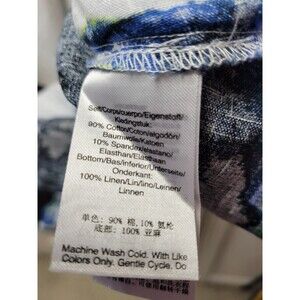 Self/Corps/cuerpo/Eigenstoff/
Kledingstuk:
90% Cotton/Coton/algodón/
Baumwolle/Katoen
10% Spandex/elastano/
Elasthan/Elasthaan
Bottom/Bas/inferior/Unterseite/
Onderkant:
100% Linen/Lin/lino/Leinen/
Linnen
单色: 90% 棉,10% 氨纶
底部: 100% 亚麻
Machine Wash Cold. With Like
Colors Only. Gentle Cycle. Do